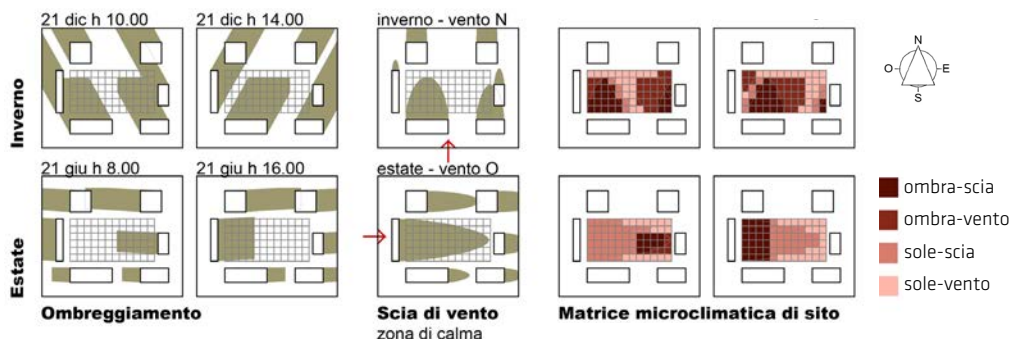 21 dic h 10.00
21 dic h 14.00
inverno - vento N
Inverno
N
O
E
S
21 giu h 8.00
21 giu h 16.00
estate - vento O
Estate
ombra-scia
ombra-vento
sole-scia
sole-vento
Ombreggiamento
Scia di vento
zona di calma
Matrice microclimatica di sito